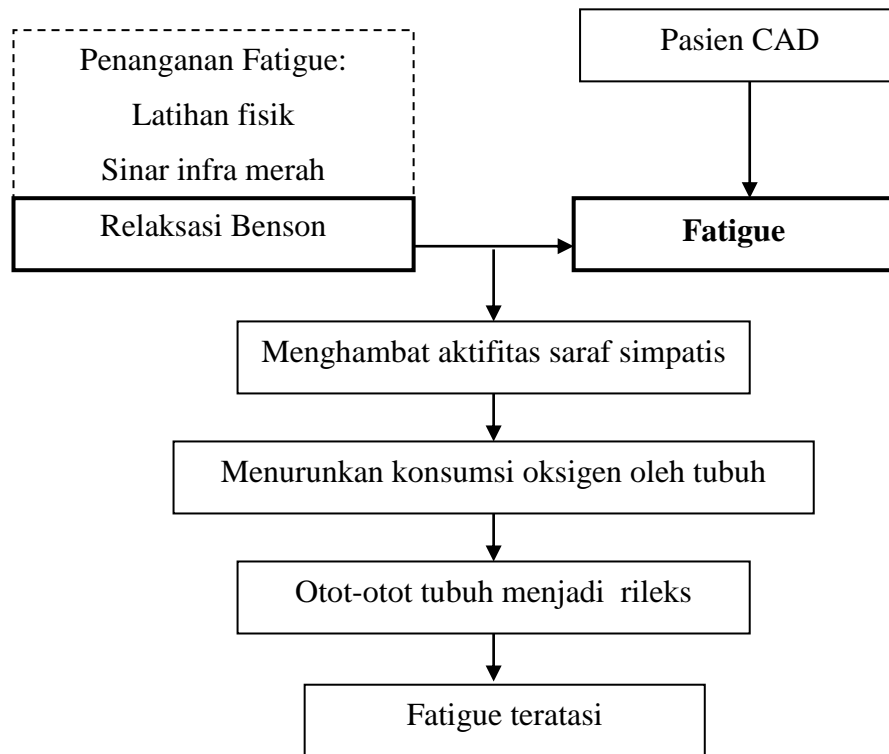 Penanganan Fatigue:
Latihan fisik
Sinar infra merah
Relaksasi Benson
Pasien CAD
Fatigue
Menghambat aktifitas saraf simpatis
Menurunkan konsumsi oksigen oleh tubuh
Otot-otot tubuh menjadi rileks
Fatigue teratasi